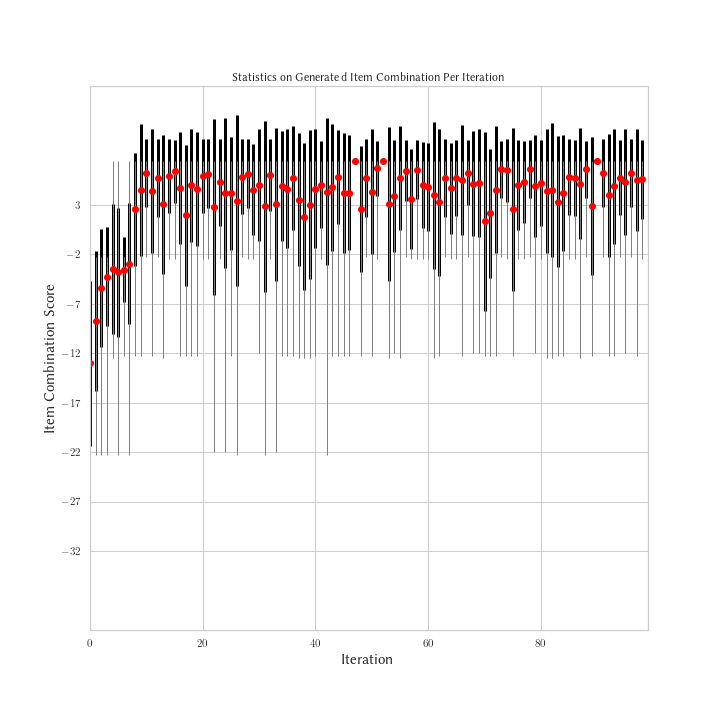 Statistics on Generated Item Combination Per Iteration
Item Combination Score
3
−2
−7
−12
−17
−22
−27
−32
0 20 40 60 80
Iteration